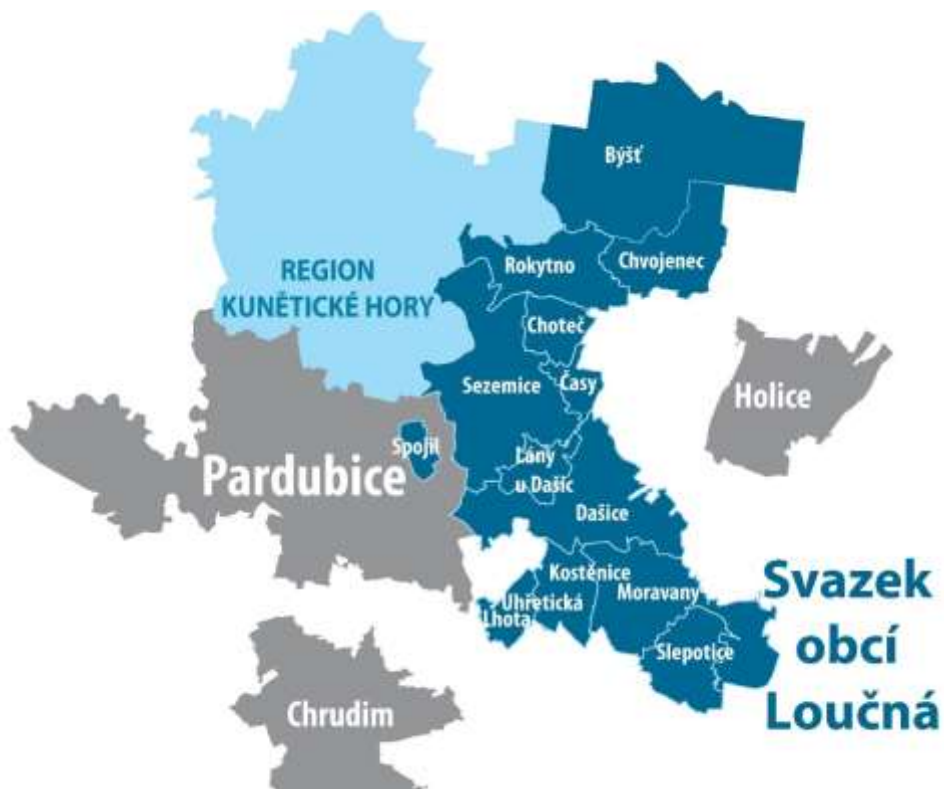 Býšť
REGION
KUNĚTICKÉ HORY
Rokytno
Chvojenec
Choteč
Sezemice
Časy
Holice
Spojil
Pardubice
Lány
u Dašic
Dašice
Kostěnice
Uhřetická
Lhota
Moravany
Slepotice
Svazek
obcí
Loučná
Chrudim